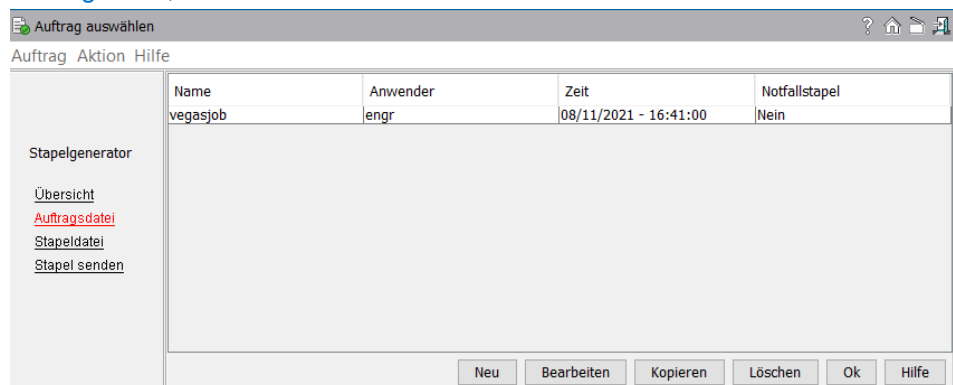 Auftrag auswählen
?
Auftrag Aktion Hilfe
Name Anwender Zeit Notfallstapel
vegasjob engr 08/11/2021 - 16:41:00 Nein
Stapelgenerator
Übersicht
Auftragsdatei
Stapeldatei
Stapel senden
Neu Bearbeiten Kopieren Löschen Ok Hilfe